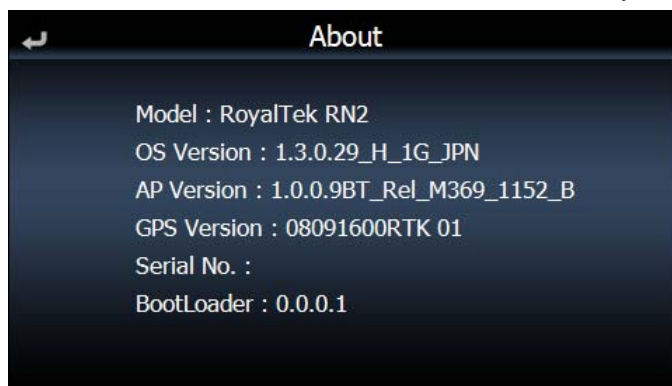 About
Model : RoyalTek RN2
OS Version : 1.3.0.29_H_1G_JPN
AP Version : 1.0.0.9BT_Rel_M369_1152_B
GPS Version : 08091600RTK 01
Serial No. :
BootLoader : 0.0.0.1